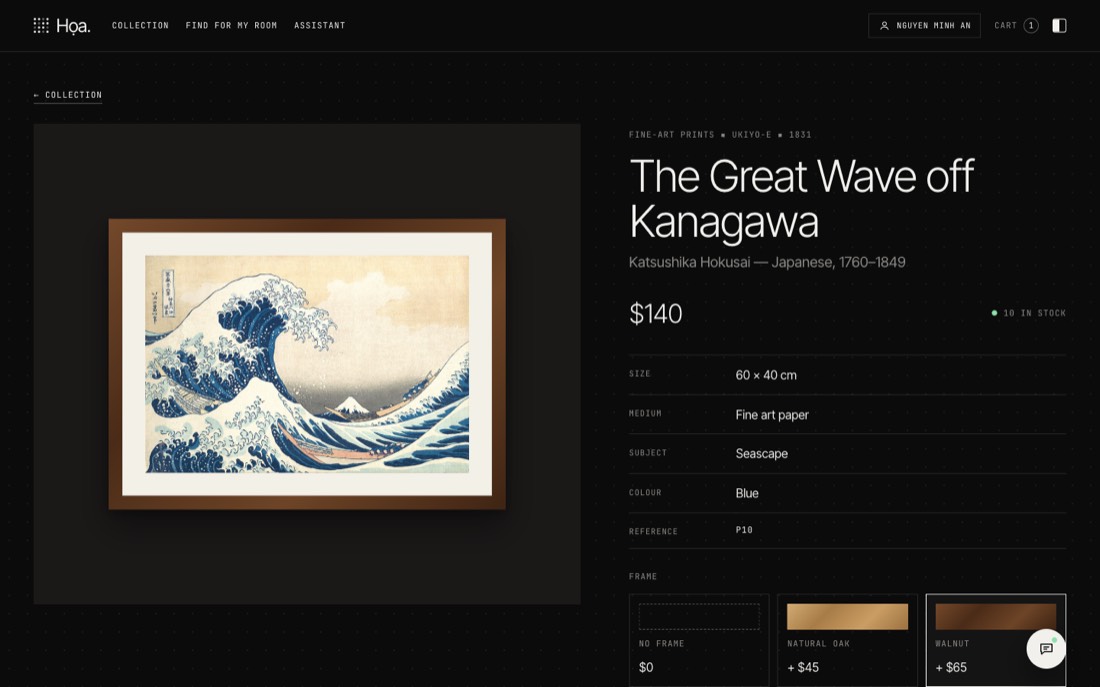 Họa.
COLLECTION
FIND FOR MY ROOM
ASSISTANT
NGUYEN MINH AN
CART 1
← COLLECTION
FINE-ART PRINTS ▪ UKIYO-E ▪ 1831
The Great Wave off
Kanagawa
Katsushika Hokusai — Japanese, 1760–1849
$140
10 IN STOCK
SIZE 60 × 40 cm
MEDIUM Fine art paper
SUBJECT Seascape
COLOUR Blue
REFERENCE P10
FRAME
NO FRAME
$0
NATURAL OAK
+ $45
WALNUT
+ $65